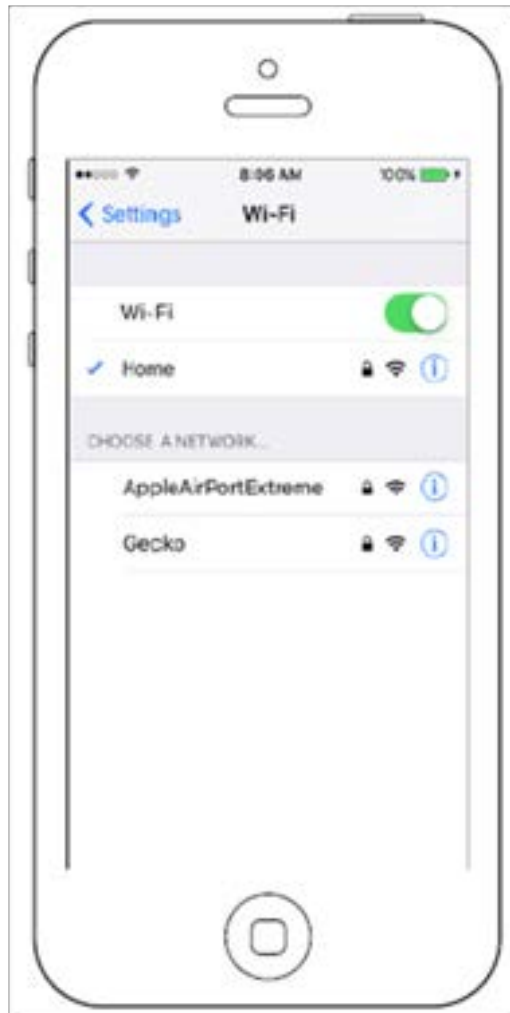 8:06 AM 100%
Settings Wi-Fi
Wi-Fi
Home
CHOOSE A NETWORK...
AppleAirPortExtreme
Gecko